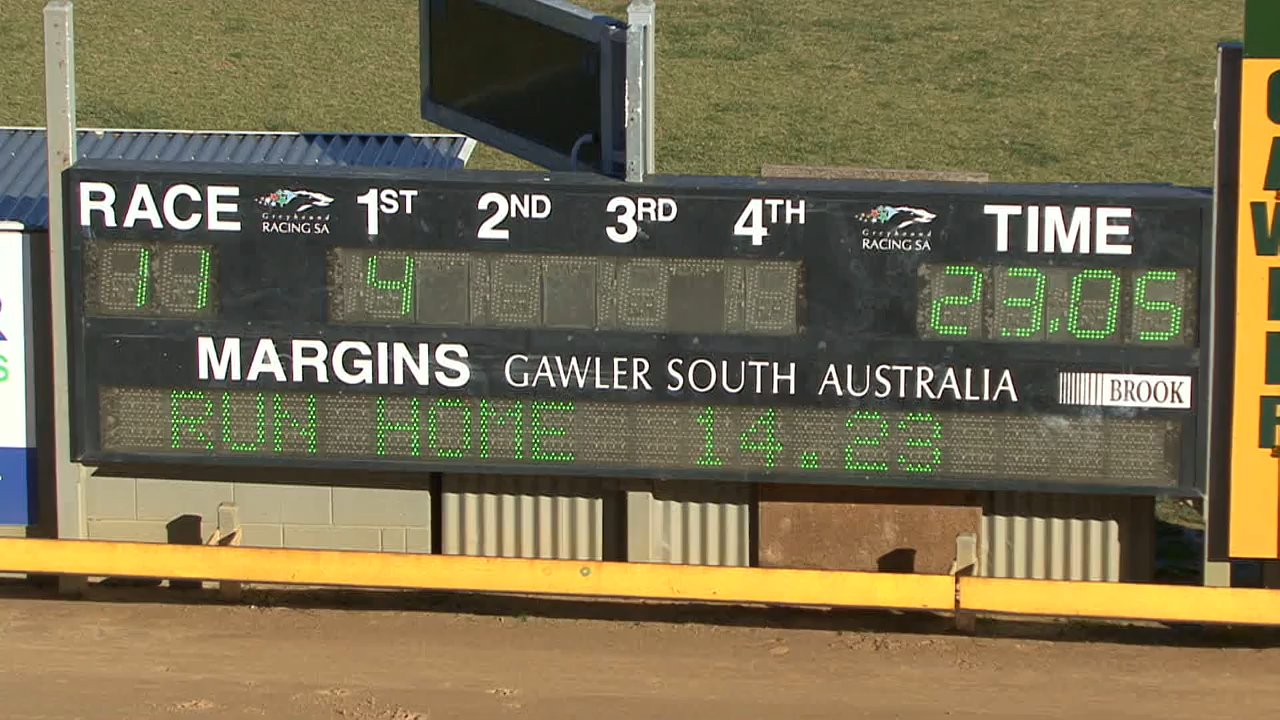 RACE Greyhound RACING SA 1ST 2ND 3RD 4TH Greyhound RACING SA TIME
11 4 23.05
MARGINS GAWLER SOUTH AUSTRALIA BROOK
RUN HOME 14.23